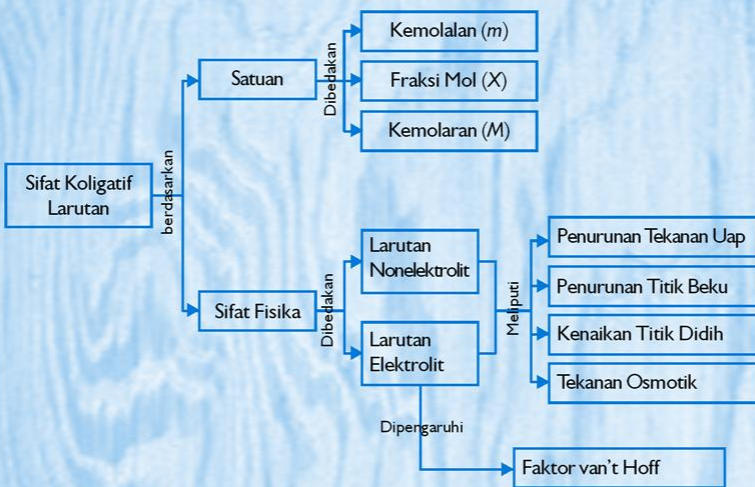 Sifat Koligatif
Larutan
berdasarkan
Satuan
Dibedakan
Kemolalan (m)
Fraksi Mol (X)
Kemolaran (M)
Sifat Fisika
Dibedakan
Larutan
Nonelektrolit
Larutan
Elektrolit
Meliputi
Penurunan Tekanan Uap
Penurunan Titik Beku
Kenaikan Titik Didih
Tekanan Osmotik
Dipengaruhi
Faktor van't Hoff